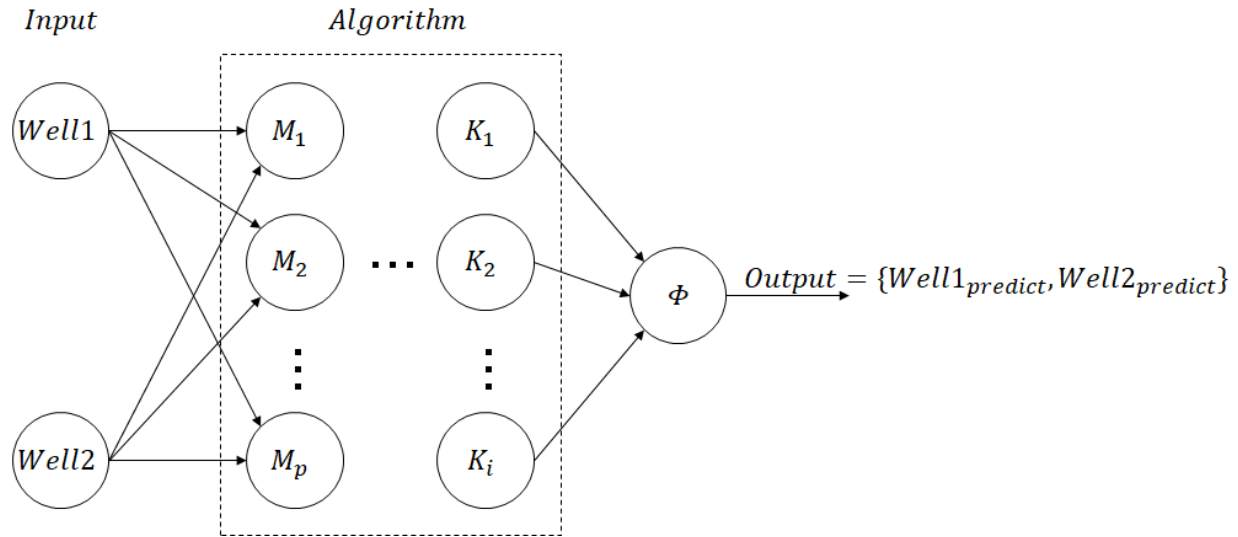 Input
Algorithm
Well1
M₁
K₁
M₂
...
K₂
Φ
Output = {Well1predict, Well2predict}
⋮
⋮
Well2
Mₚ
Kᵢ